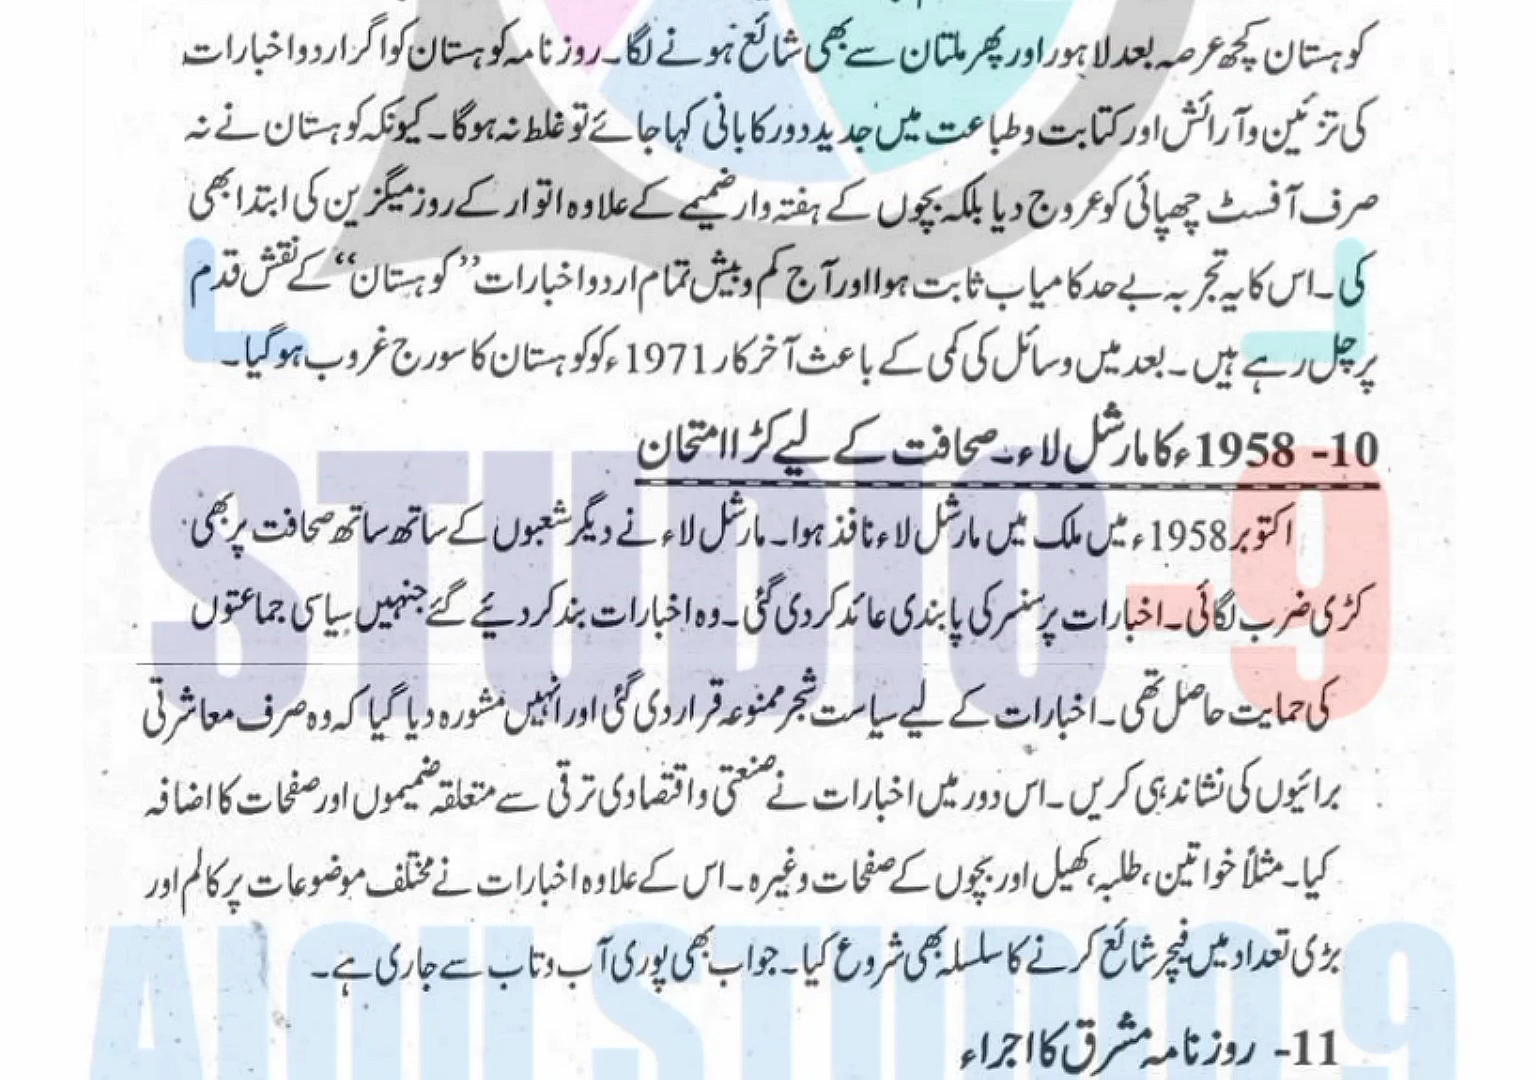 کوہستان کچھ عرصہ بعد لاہور اور پھر ملتان سے بھی شائع ہونے لگا۔ روزنامہ کوہستان کو اگر اردو اخبارات
کی تزئین و آرائش اور کتابت و طباعت میں جدید دور کا بانی کہا جائے تو غلط نہ ہوگا۔ کیونکہ کوہستان نے نہ
صرف آفسٹ چھپائی کو عروج دیا بلکہ بچوں کے ہفتہ وار ضمیمے کے علاوہ اتوار کے روز میگزین کی ابتدا بھی
کی۔ اس کا یہ تجربہ بے حد کامیاب ثابت ہوا اور آج کم و بیش تمام اردو اخبارات ’’کوہستان‘‘ کے نقش قدم
پر چل رہے ہیں۔ بعد میں وسائل کی کمی کے باعث آخر کار 1971ء کو کوہستان کا سورج غروب ہو گیا۔
10- 1958ء کا مارشل لاء۔ صحافت کے لیے کڑا امتحان
اکتوبر 1958ء میں ملک میں مارشل لاء نافذ ہوا۔ مارشل لاء نے دیگر شعبوں کے ساتھ ساتھ صحافت پر بھی
کڑی ضرب لگائی۔ اخبارات پر سنسر کی پابندی عائد کر دی گئی۔ وہ اخبارات بند کر دیئے گئے جنہیں سیاسی جماعتوں
کی حمایت حاصل تھی۔ اخبارات کے لیے سیاست شجر ممنوعہ قرار دی گئی اور انہیں مشورہ دیا گیا کہ وہ صرف معاشرتی
برائیوں کی نشاندہی کریں۔ اس دور میں اخبارات نے صنعتی و اقتصادی ترقی سے متعلقہ ضمیموں اور صفحات کا اضافہ
کیا۔ مثلاً خواتین، طلبہ، کھیل اور بچوں کے صفحات وغیرہ۔ اس کے علاوہ اخبارات نے مختلف موضوعات پر کالم اور
بڑی تعداد میں فیچر شائع کرنے کا سلسلہ بھی شروع کیا۔ جو اب بھی پوری آب و تاب سے جاری ہے۔
11- روزنامہ مشرق کا اجراء
STUDIO-9
AIOU STUDIO 9